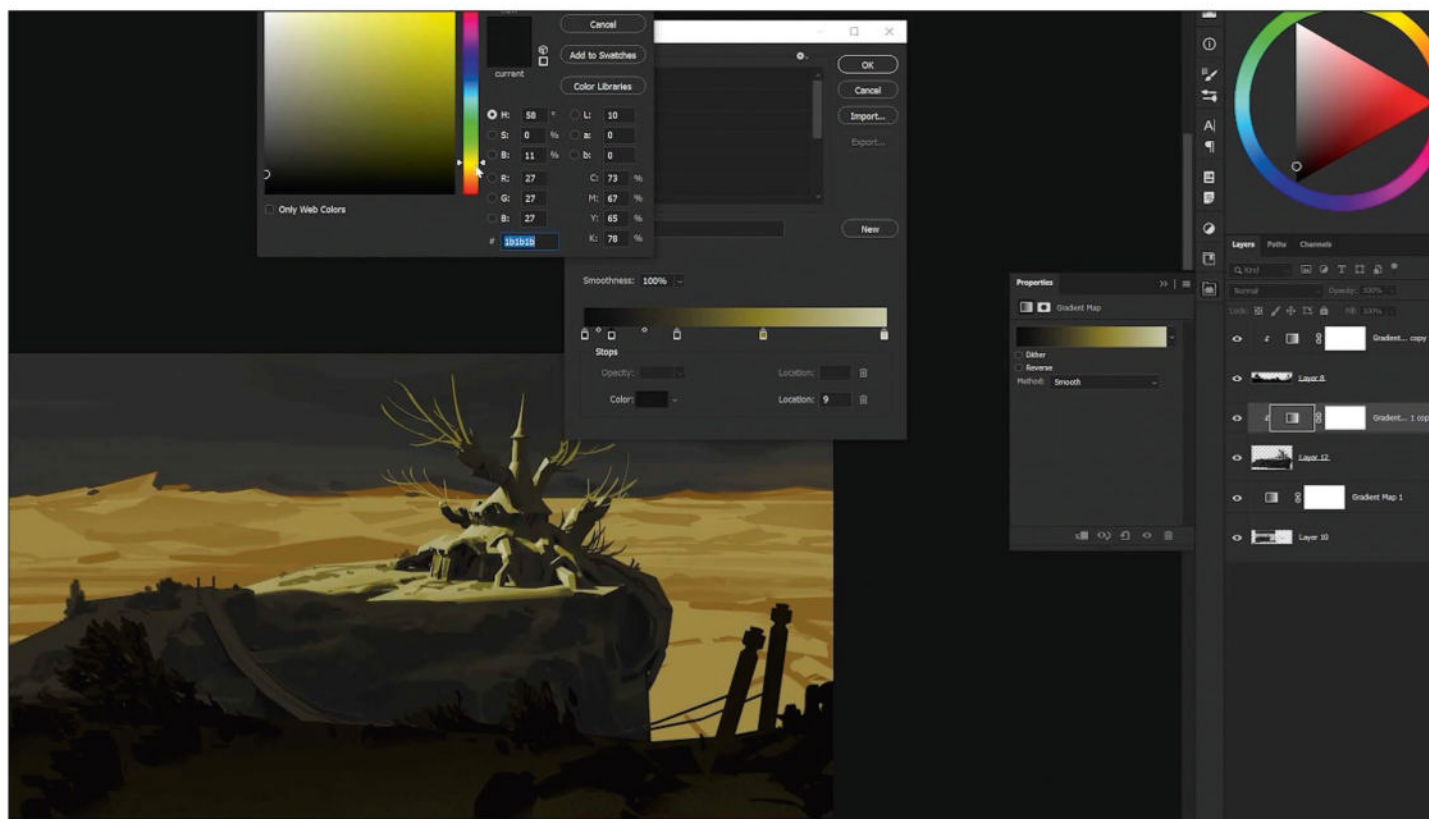 Cancel
Add to Swatches
current
Color Libraries
H: 58 °
L: 10
S: 0 %
a: 0
B: 11 %
b: 0
R: 27
C: 73 %
G: 27
M: 67 %
B: 27
Y: 65 %
# 1b1b1b
K: 78 %
Only Web Colors
OK
Cancel
Import...
Export...
New
Smoothness: 100%
Stops
Opacity:
Location:
Color:
Location: 9
Properties
Gradient Map
Dither
Reverse
Method: Smooth
Layers Paths Channels
Kind
Normal
Opacity: 100%
Lock:
Fill: 100%
Gradient... copy
Layer 8
Gradient... 1 cop
Layer 12
Gradient Map 1
Layer 10